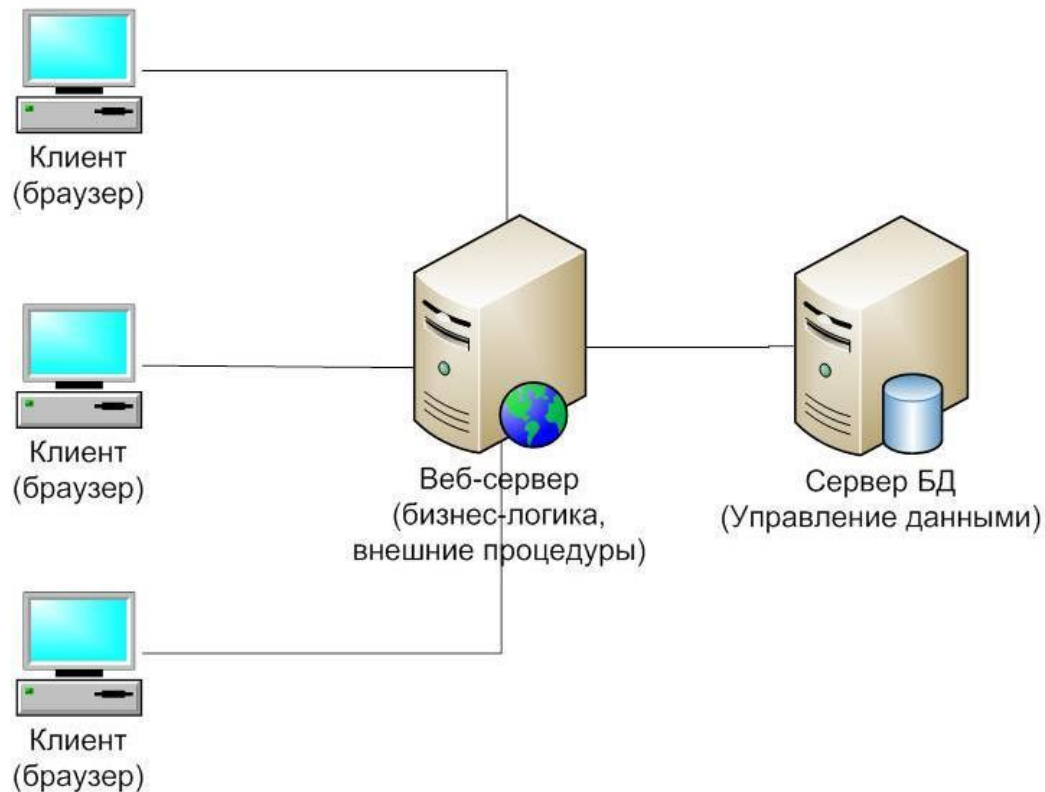 Клиент
(браузер)
Клиент
(браузер)
Веб-сервер
(бизнес-логика,
внешние процедуры)
Сервер БД
(Управление данными)
Клиент
(браузер)